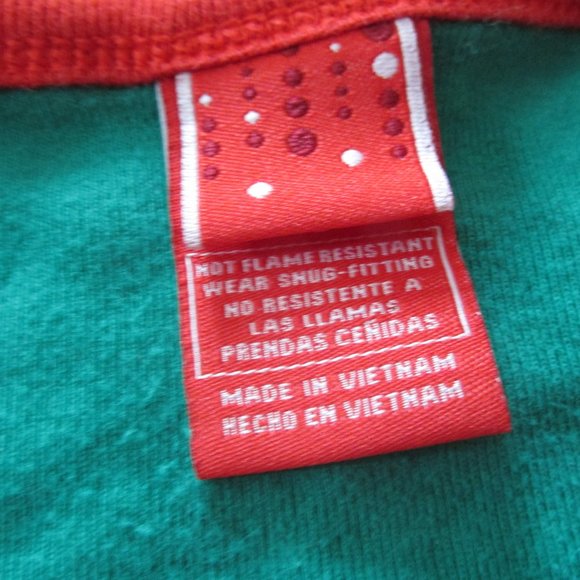 NOT FLAME RESISTANT
WEAR SNUG-FITTING
NO RESISTENTE A
LAS LLAMAS
PRENDAS CEÑIDAS
MADE IN VIETNAM
HECHO EN VIETNAM